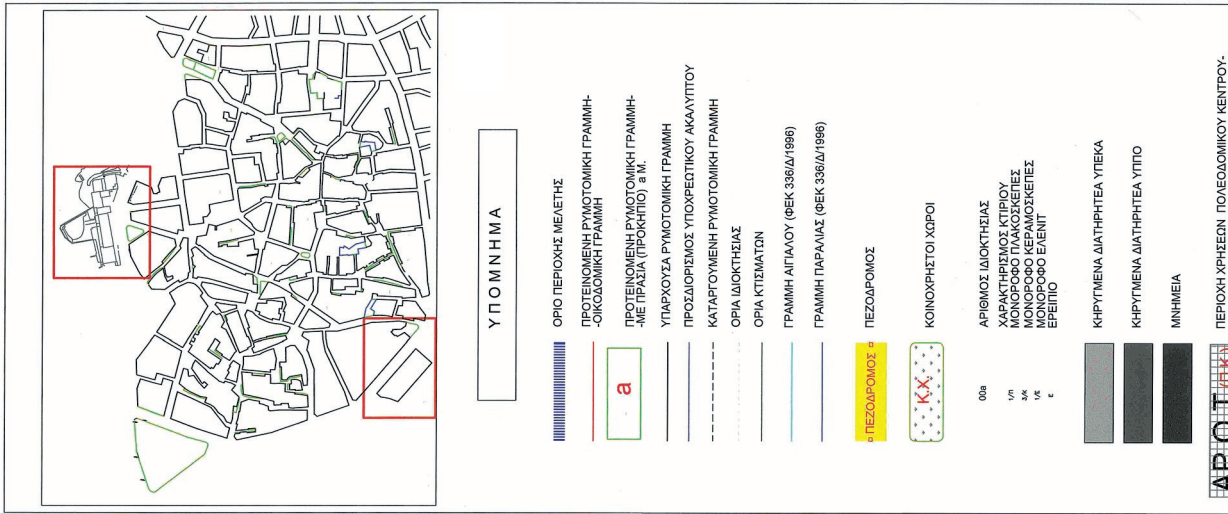 ΥΠΟΜΝΗΜΑ
ΟΡΙΟ ΠΕΡΙΟΧΗΣ ΜΕΛΕΤΗΣ
ΠΡΟΤΕΙΝΟΜΕΝΗ ΡΥΜΟΤΟΜΙΚΗ ΓΡΑΜΜΗ-
-ΟΙΚΟΔΟΜΙΚΗ ΓΡΑΜΜΗ
a
ΠΡΟΤΕΙΝΟΜΕΝΗ ΡΥΜΟΤΟΜΙΚΗ ΓΡΑΜΜΗ-
-ΜΕ ΠΡΑΣΙΑ (ΠΡΟΚΗΠΙΟ) a Μ.
ΥΠΑΡΧΟΥΣΑ ΡΥΜΟΤΟΜΙΚΗ ΓΡΑΜΜΗ
ΠΡΟΣΔΙΟΡΙΣΜΟΣ ΥΠΟΧΡΕΩΤΙΚΟΥ ΑΚΑΛΥΠΤΟΥ
ΚΑΤΑΡΓΟΥΜΕΝΗ ΡΥΜΟΤΟΜΙΚΗ ΓΡΑΜΜΗ
ΟΡΙΑ ΙΔΙΟΚΤΗΣΙΑΣ
ΟΡΙΑ ΚΤΙΣΜΑΤΩΝ
ΓΡΑΜΜΗ ΑΙΓΙΑΛΟΥ (ΦΕΚ 336/Δ/1996)
ΓΡΑΜΜΗ ΠΑΡΑΛΙΑΣ (ΦΕΚ 336/Δ/1996)
ΠΕΖΟΔΡΟΜΟΣ
ΠΕΖΟΔΡΟΜΟΣ
Κ.Χ.
ΚΟΙΝΟΧΡΗΣΤΟΙ ΧΩΡΟΙ
00a
ΑΡΙΘΜΟΣ ΙΔΙΟΚΤΗΣΙΑΣ
ΧΑΡΑΚΤΗΡΙΣΜΟΣ ΚΤΙΡΙΟΥ
1/π ΜΟΝΟΡΟΦΟ ΠΛΑΚΟΣΚΕΠΕΣ
ΜΟΝΟΡΟΦΟ ΚΕΡΑΜΟΣΚΕΠΕΣ
1/ε ΜΟΝΟΡΟΦΟ ΕΛΕΝΙΤ
ε ΕΡΕΙΠΙΟ
ΚΗΡΥΓΜΕΝΑ ΔΙΑΤΗΡΗΤΕΑ ΥΠΕΚΑ
ΚΗΡΥΓΜΕΝΑ ΔΙΑΤΗΡΗΤΕΑ ΥΠΠΟ
ΜΝΗΜΕΙΑ
ΠΕΡΙΟΧΗ ΧΡΗΣΕΩΝ ΠΟΛΕΟΔΟΜΙΚΟΥ ΚΕΝΤΡΟΥ-